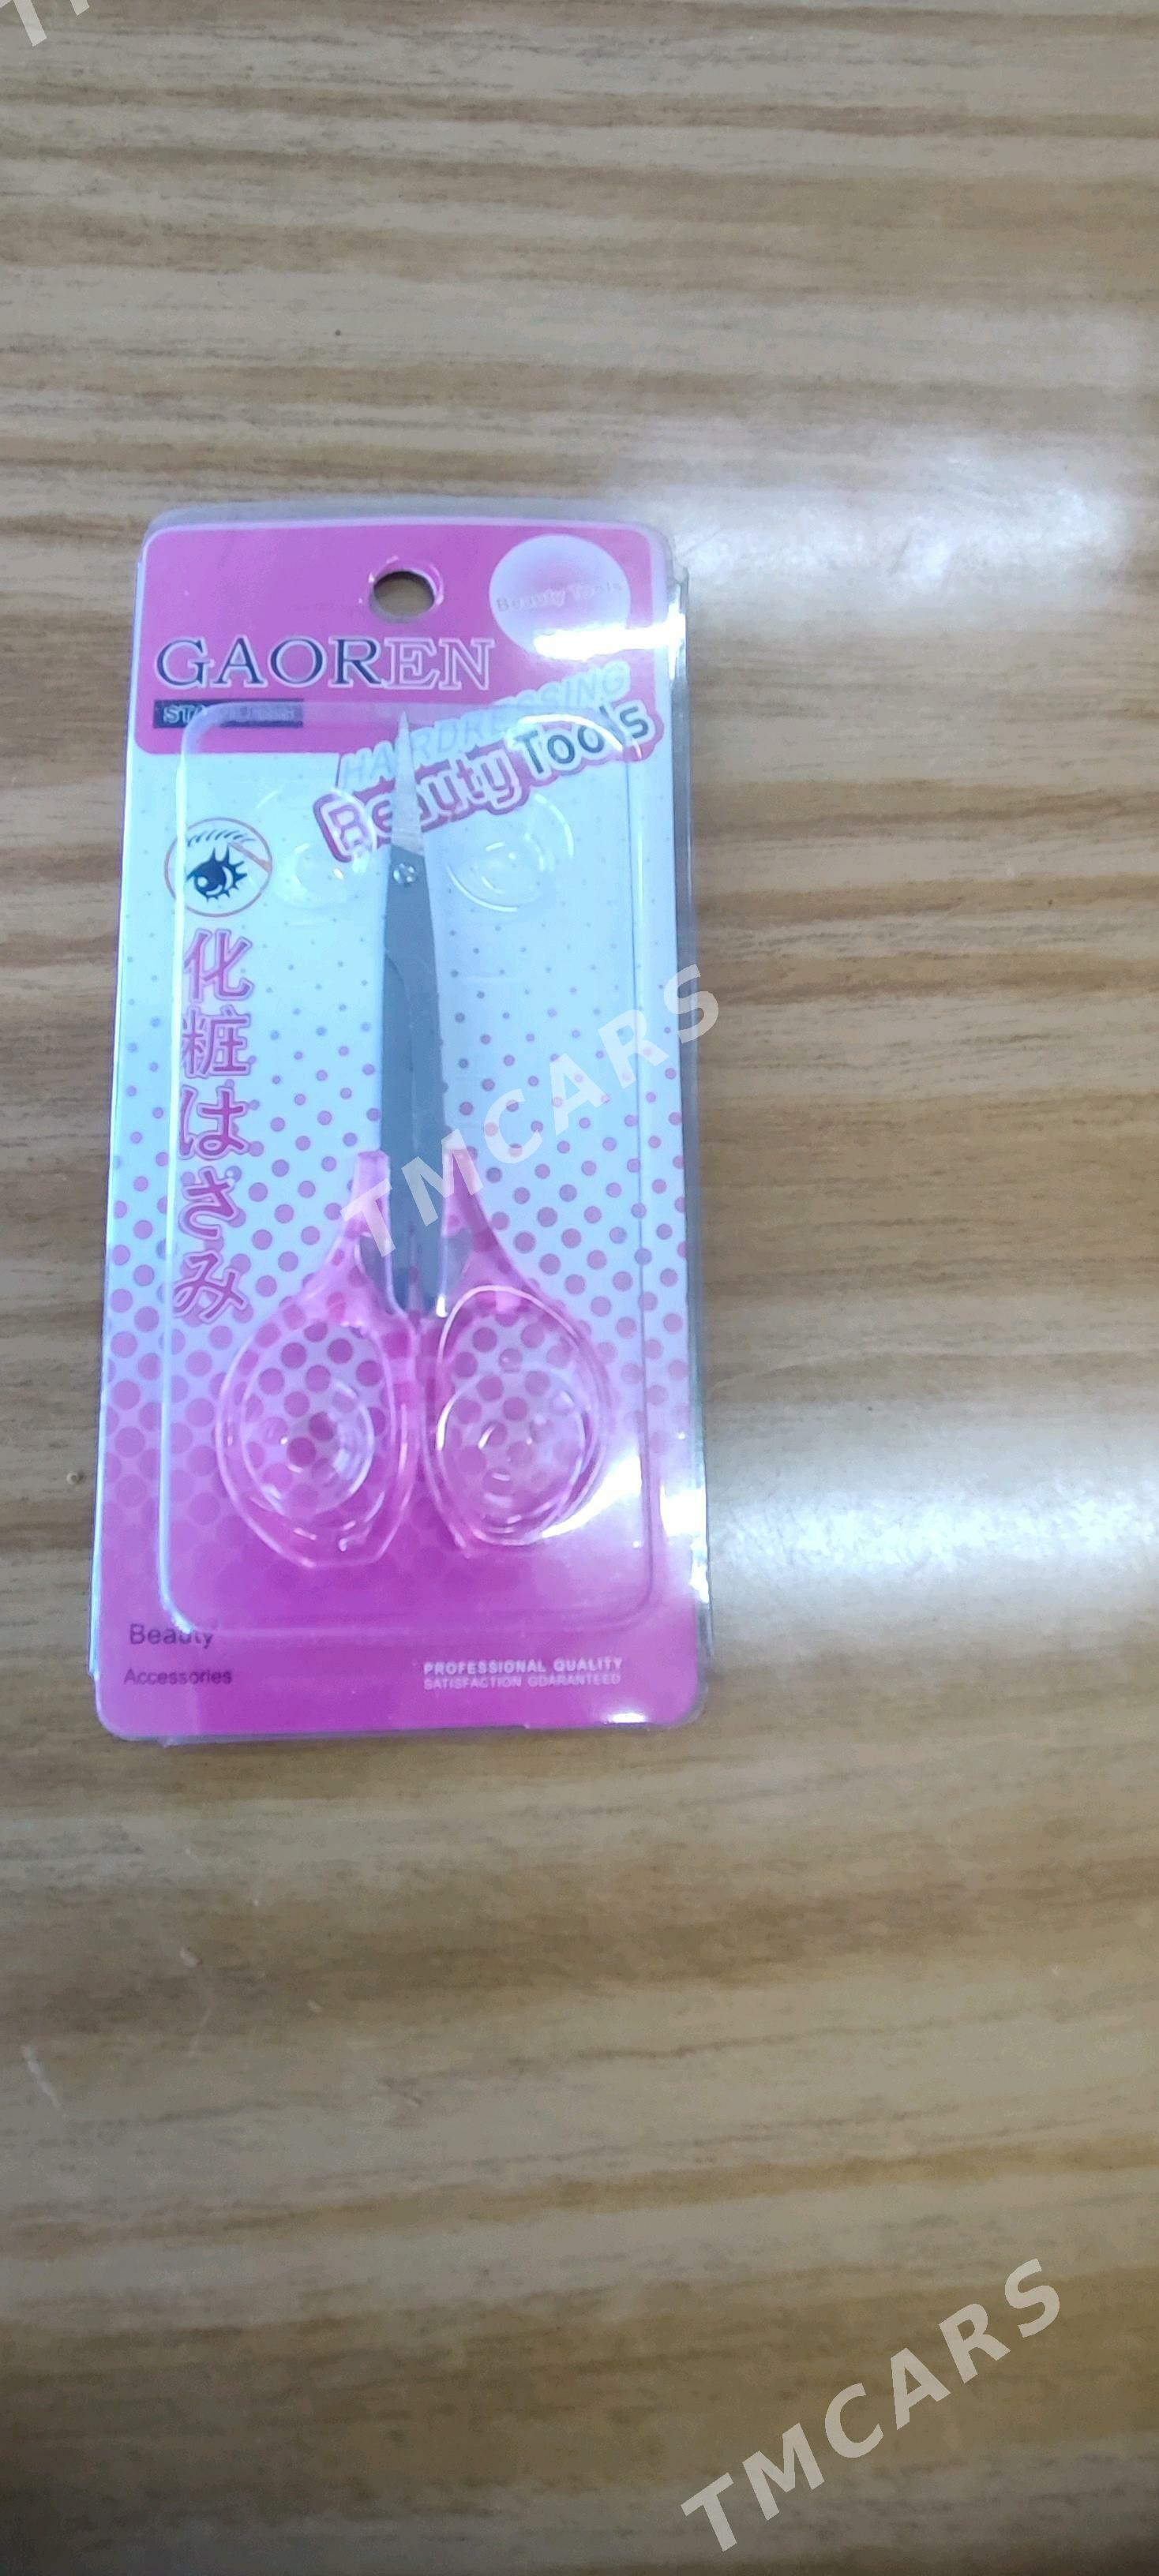 Beauty Tools
GAOREN
HAIRDRESSING
Beauty Tools
化粧はさみ
TMCARS
Beauty
Accessories
PROFESSIONAL QUALITY
SATISFACTION GDARANTEED
TMCARS